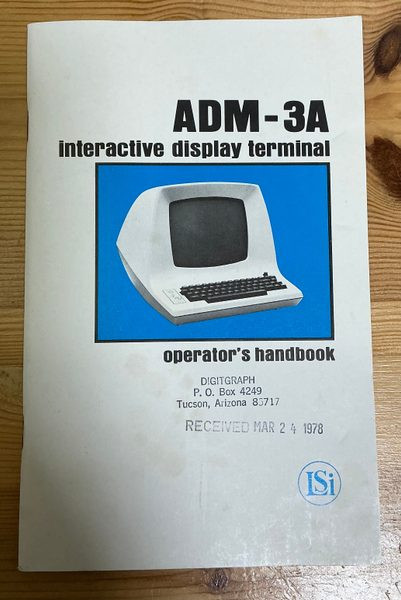 ADM-3A
interactive display terminal
operator's handbook
DIGITGRAPH
P. O. Box 4249
Tucson, Arizona 85717
RECEIVED MAR 24 1978
LSi